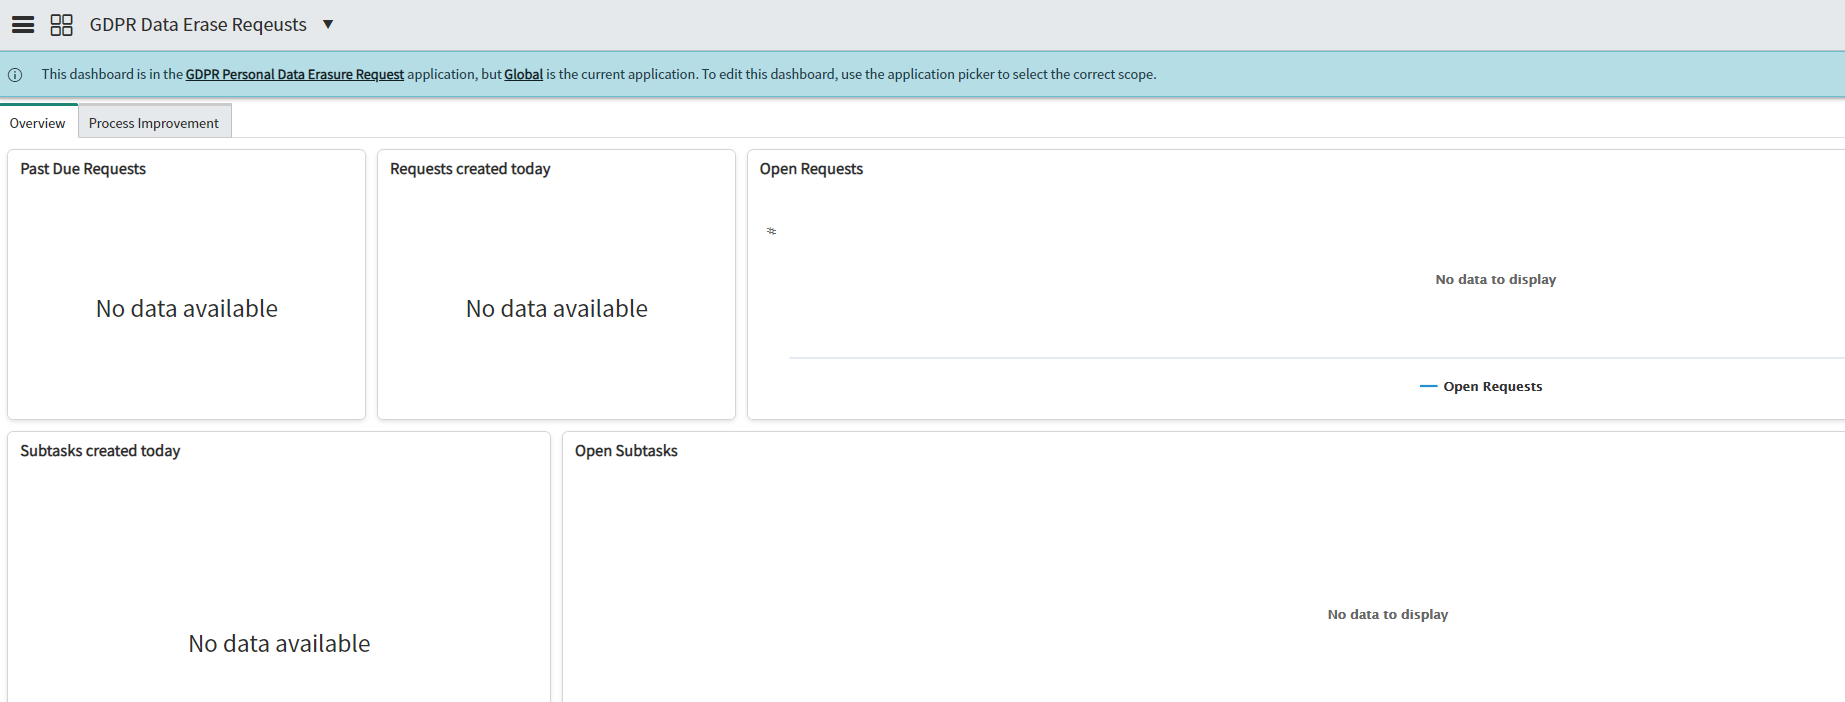 GDPR Data Erase Reqeusts
This dashboard is in the GDPR Personal Data Erasure Request application, but Global is the current application. To edit this dashboard, use the application picker to select the correct scope.
Overview
Process Improvement
Past Due Requests
No data available
Requests created today
No data available
Open Requests
#
No data to display
Open Requests
Subtasks created today
No data available
Open Subtasks
No data to display